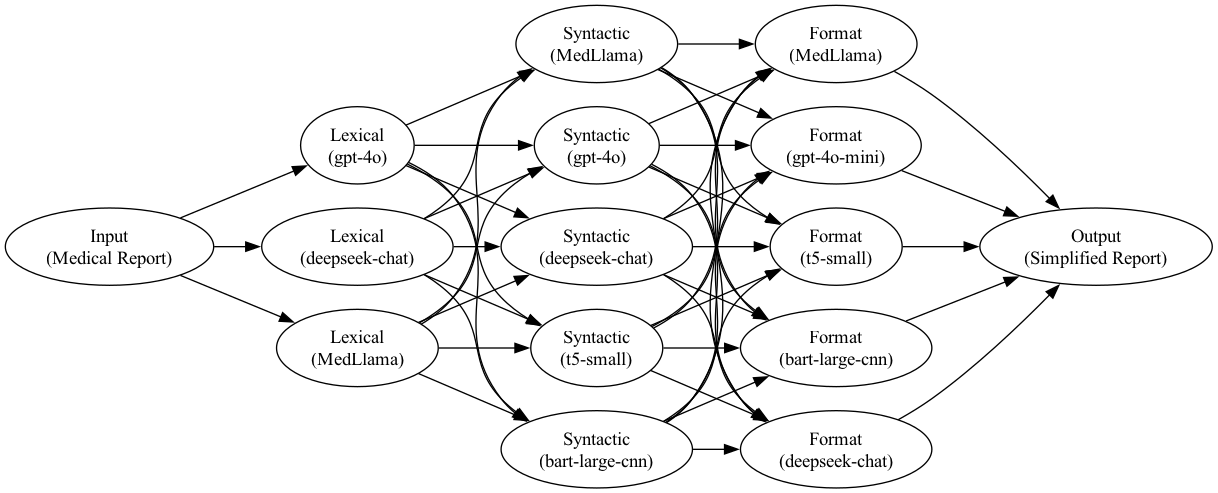 Input
(Medical Report)
Lexical
(gpt-4o)
Lexical
(deepseek-chat)
Lexical
(MedLlama)
Syntactic
(MedLlama)
Syntactic
(gpt-4o)
Syntactic
(deepseek-chat)
Syntactic
(t5-small)
Syntactic
(bart-large-cnn)
Format
(MedLlama)
Format
(gpt-4o-mini)
Format
(t5-small)
Format
(bart-large-cnn)
Format
(deepseek-chat)
Output
(Simplified Report)